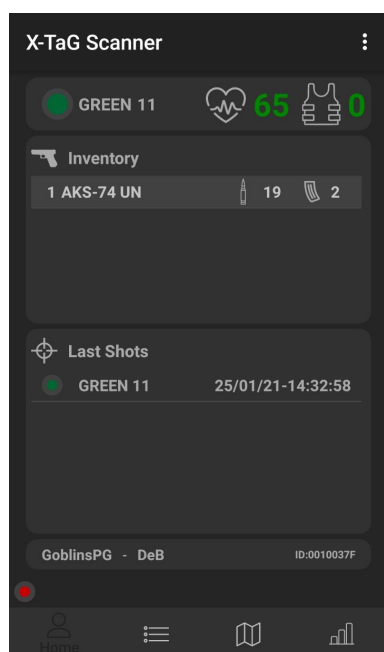 X-TaG Scanner
GREEN 11 65 0
Inventory
1 AKS-74 UN 19 2
Last Shots
GREEN 11 25/01/21-14:32:58
GoblinsPG - DeB ID:0010037F
Home